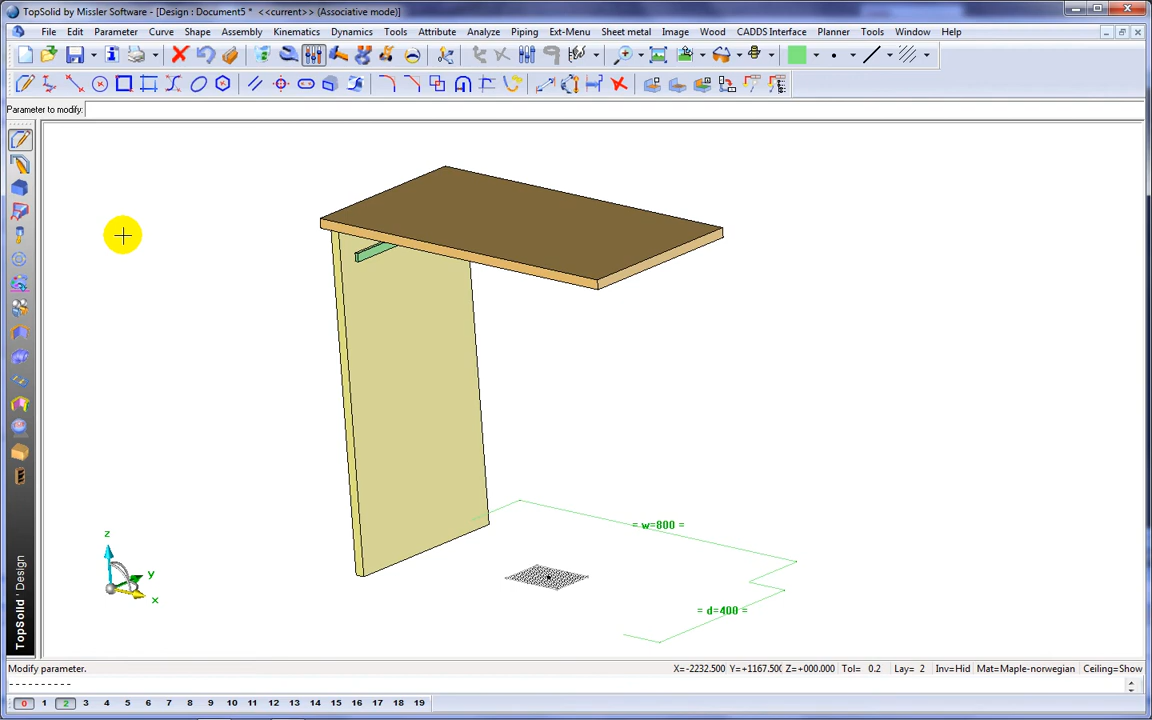 TopSolid by Missler Software - [Design : Document5 *  <<current>> (Associative mode)]
File Edit Parameter Curve Shape Assembly Kinematics Dynamics Tools Attribute Analyze Piping Ext-Menu Sheet metal Image Wood CADDS Interface Planner Tools Window Help
Parameter to modify:
= w=800 =
= d=400 =
z
y
x
TopSolid'Design
Modify parameter. X=-2232.500 Y=+1167.500 Z=+000.000 Tol= 0.2 Lay= 2 Inv=Hid Mat=Maple-norwegian Ceiling=Show
----------
0 1 2 3 4 5 6 7 8 9 10 11 12 13 14 15 16 17 18 19